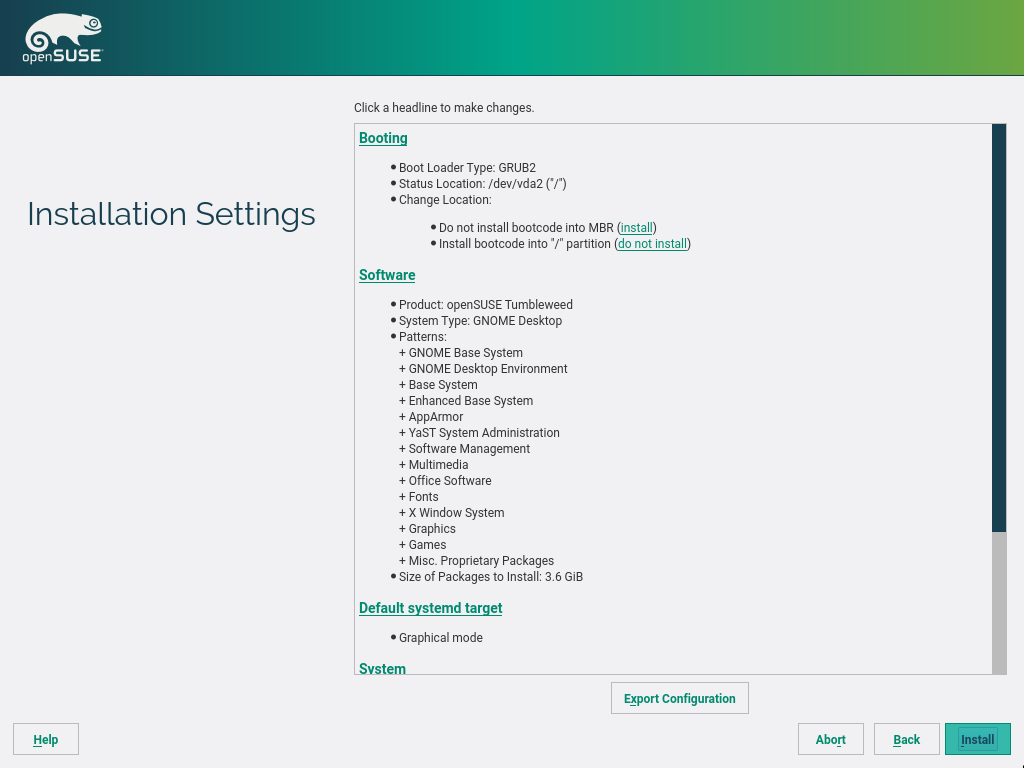 openSUSE
Click a headline to make changes.
Booting
Boot Loader Type: GRUB2
Status Location: /dev/vda2 ("/")
Change Location:
Do not install bootcode into MBR (install)
Install bootcode into "/" partition (do not install)
Installation Settings
Software
Product: openSUSE Tumbleweed
System Type: GNOME Desktop
Patterns:
+ GNOME Base System
+ GNOME Desktop Environment
+ Base System
+ Enhanced Base System
+ AppArmor
+ YaST System Administration
+ Software Management
+ Multimedia
+ Office Software
+ Fonts
+ X Window System
+ Graphics
+ Games
+ Misc. Proprietary Packages
Size of Packages to Install: 3.6 GiB
Default systemd target
Graphical mode
System
Export Configuration
Help
Abort
Back
Install